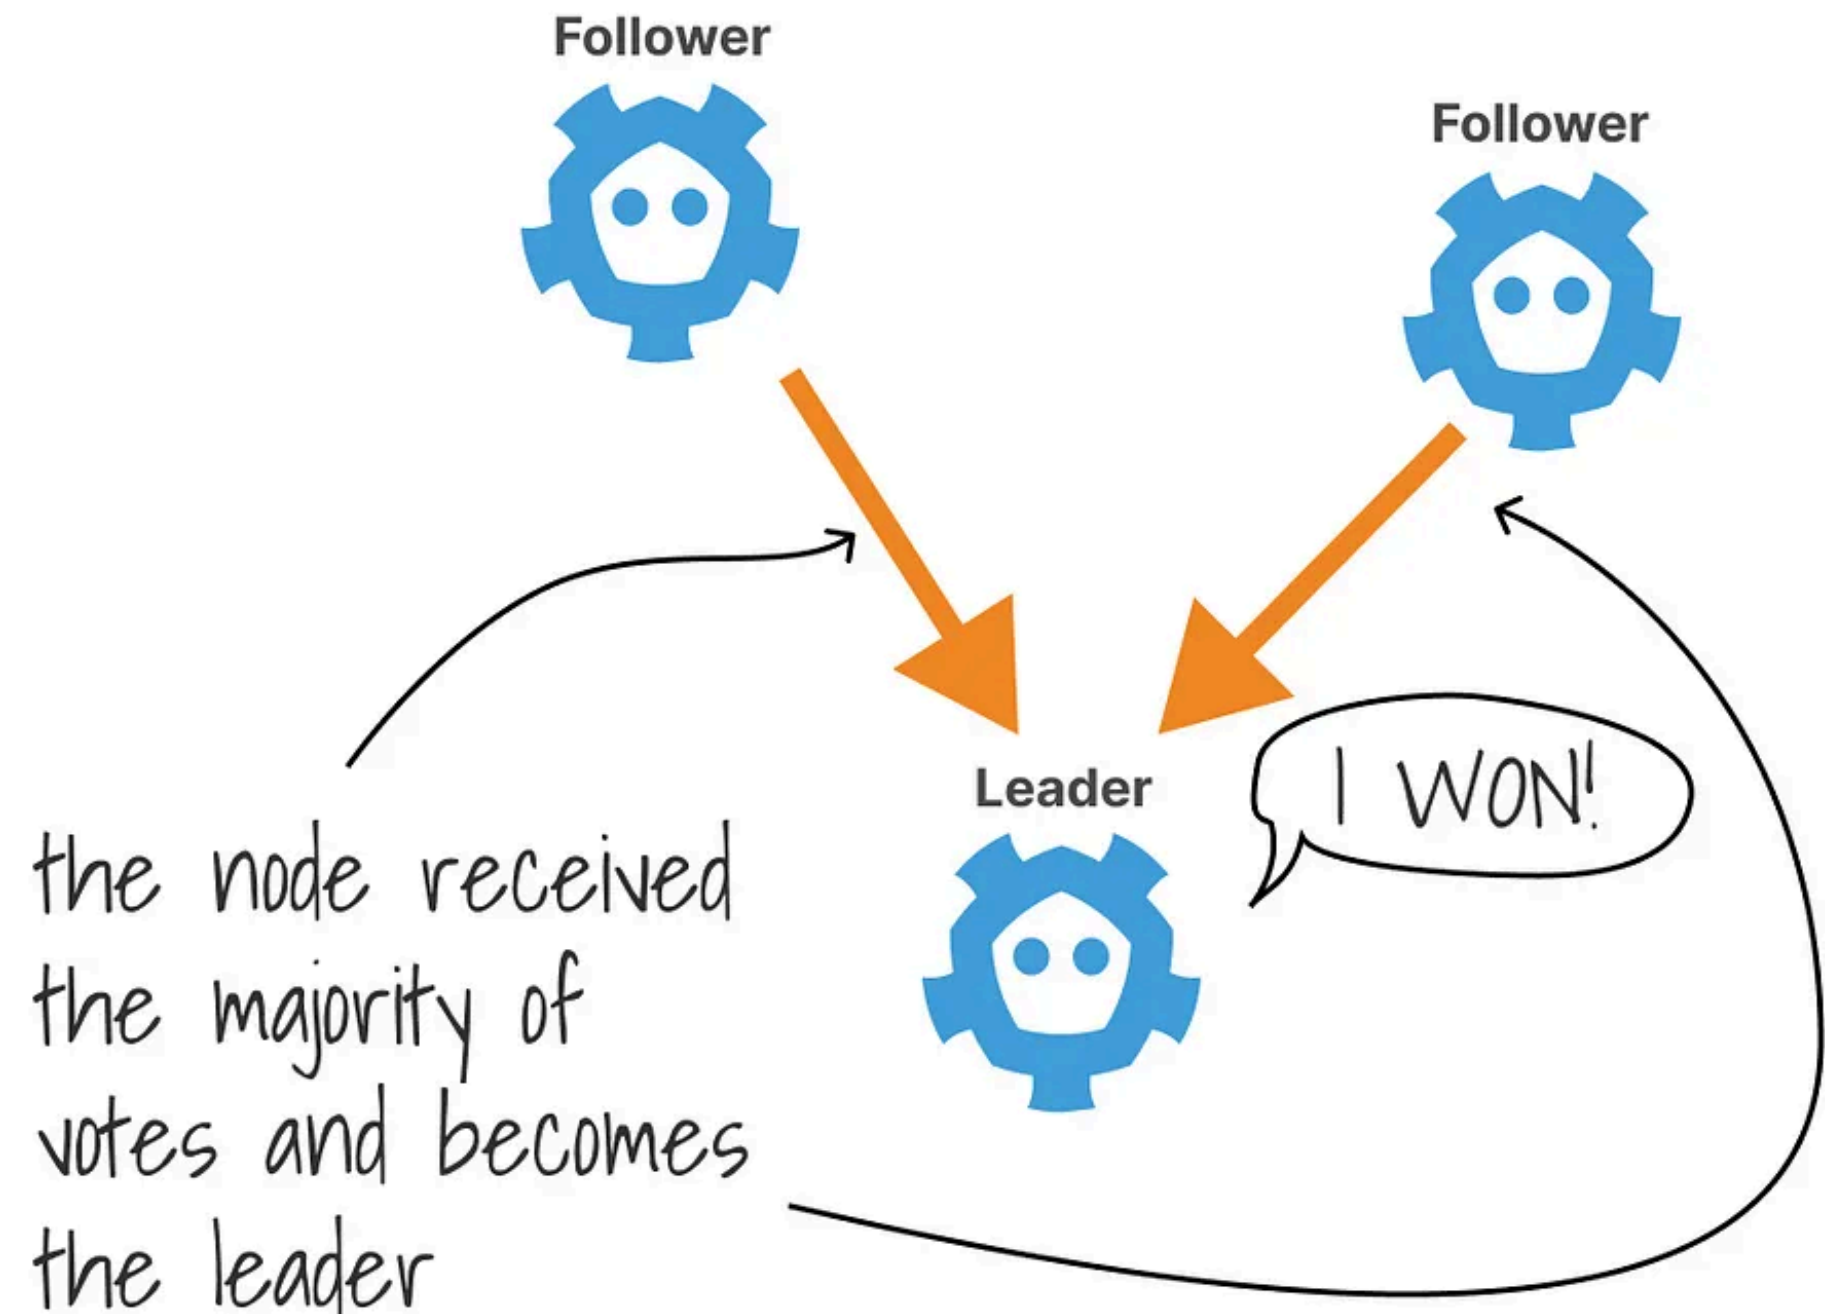 Follower
Follower
Leader
I WON!
the node received
the majority of
votes and becomes
the leader